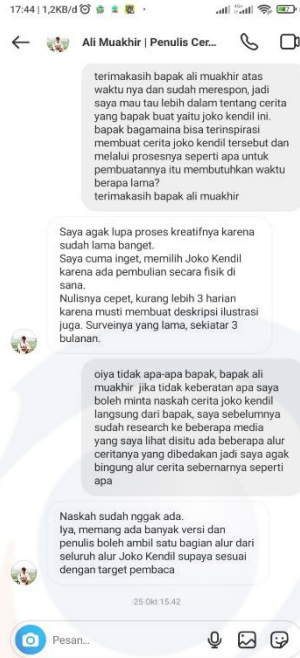 17:44 | 1,2KB/d
Ali Muakhir | Penulis Cer...
terimakasih bapak ali muakhir atas
waktu nya dan sudah merespon, jadi
saya mau tau lebih dalam tentang cerita
yang bapak buat yaitu joko kendil ini.
bapak bagamaina bisa terinspirasi
membuat cerita joko kendil tersebut dan
melalui prosesnya seperti apa untuk
pembuatannya itu membutuhkan waktu
berapa lama?
terimakasih bapak ali muakhir
Saya agak lupa proses kreatifnya karena
sudah lama banget.
Saya cuma inget, memilih Joko Kendil
karena ada pembulian secara fisik di
sana.
Nulisnya cepet, kurang lebih 3 harian
karena musti membuat deskripsi ilustrasi
juga. Surveinya yang lama, sekiatar 3
bulanan.
oiya tidak apa-apa bapak, bapak ali
muakhir jika tidak keberatan apa saya
boleh minta naskah cerita joko kendil
langsung dari bapak, saya sebelumnya
sudah research ke beberapa media
yang saya lihat disitu ada beberapa alur
ceritanya yang dibedakan jadi saya agak
bingung alur cerita sebernarnya seperti
apa
Naskah sudah nggak ada.
Iya, memang ada banyak versi dan
penulis boleh ambil satu bagian alur dari
seluruh alur Joko Kendil supaya sesuai
dengan target pembaca
25 Okt 15.42
Pesan...